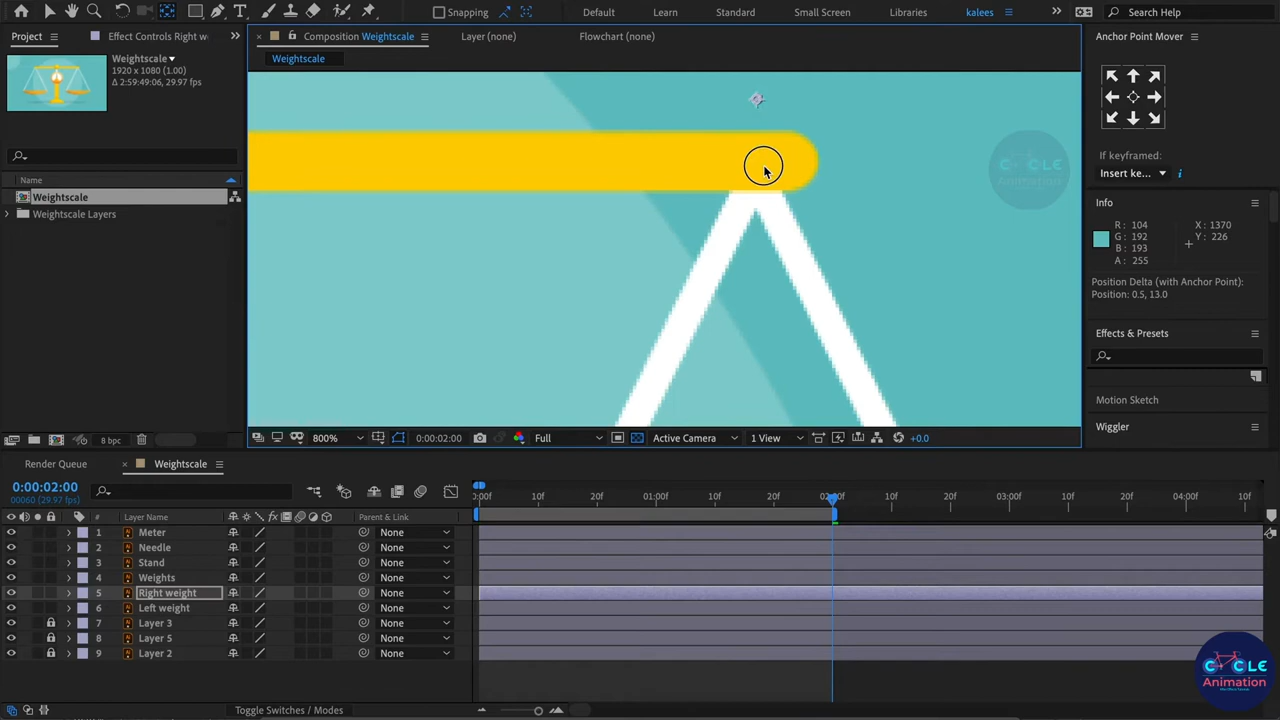 Snapping
Default
Learn
Standard
Small Screen
Libraries
kalees
Search Help
Project
Effect Controls Right w
Composition Weightscale
Layer (none)
Flowchart (none)
Anchor Point Mover
Weightscale
1920 x 1080 (1.00)
Δ 2:59:49:06, 29.97 fps
Weightscale
If keyframed:
Insert ke...
Name
Weightscale
Weightscale Layers
Info
R : 104
G : 192
B : 193
A : 255
X : 1370
Y : 226
Position Delta (with Anchor Point):
Position: 0.5, 13.0
Effects & Presets
Motion Sketch
Wiggler
8 bpc
800%
0:00:02:00
Full
Active Camera
1 View
+0.0
Render Queue
Weightscale
0:00:02:00
00060 (29.97 fps)
:00f
10f
20f
01:00f
10f
20f
02:00f
10f
20f
03:00f
10f
20f
04:00f
10f
#
Layer Name
fx
Parent & Link
1 Meter None
2 Needle None
3 Stand None
4 Weights None
5 Right weight None
6 Left weight None
7 Layer 3 None
8 Layer 5 None
9 Layer 2 None
Toggle Switches / Modes
CYCLE
Animation